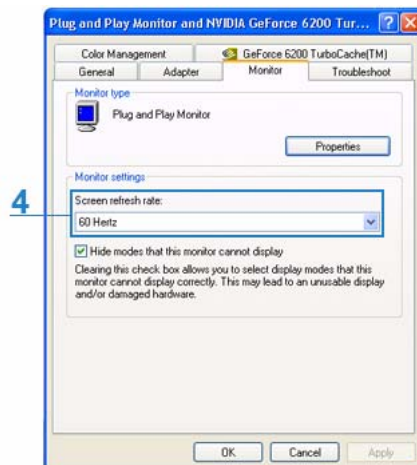 Plug and Play Monitor and NVIDIA GeForce 6200 Tur...
Color Management
GeForce 6200 TurboCache(TM)
General
Adapter
Monitor
Troubleshoot
Monitor type
Plug and Play Monitor
Properties
Monitor settings
4
Screen refresh rate:
60 Hertz
Hide modes that this monitor cannot display
Clearing this check box allows you to select display modes that this
monitor cannot display correctly. This may lead to an unusable display
and/or damaged hardware.
OK
Cancel
Apply